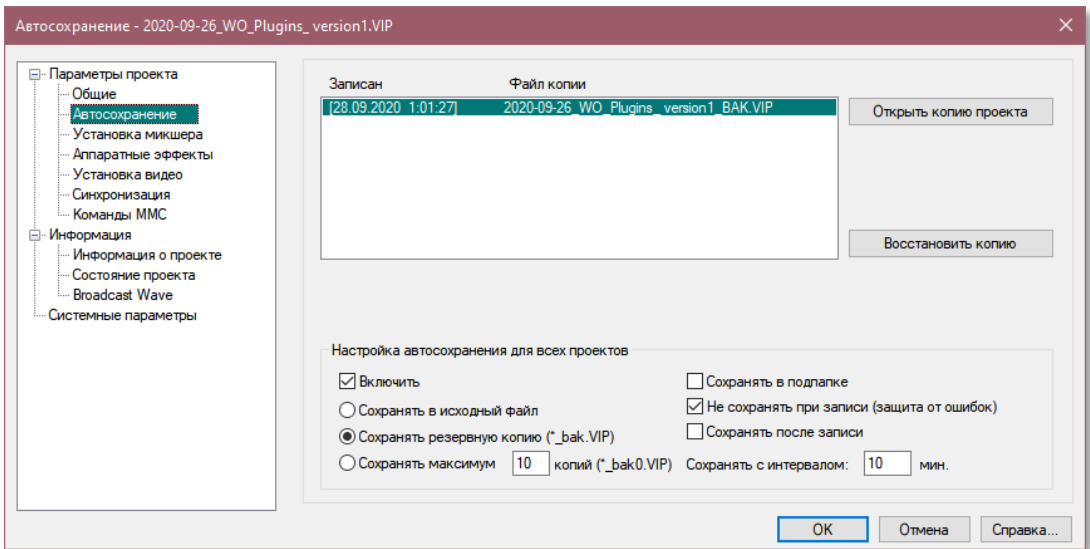 Автосохранение - 2020-09-26_WO_Plugins_ version1.VIP
Параметры проекта
Общие
Автосохранение
Установка микшера
Аппаратные эффекты
Установка видео
Синхронизация
Команды MMC
Информация
Информация о проекте
Состояние проекта
Broadcast Wave
Системные параметры
Записан Файл копии
[28.09.2020 1:01:27] 2020-09-26_WO_Plugins_ version1_BAK.VIP
Открыть копию проекта
Восстановить копию
Настройка автосохранения для всех проектов
Включить
Сохранять в исходный файл
Сохранять резервную копию (*_bak.VIP)
Сохранять максимум 10 копий (*_bak0.VIP)
Сохранять в подпапке
Не сохранять при записи (защита от ошибок)
Сохранять после записи
Сохранять с интервалом: 10 мин.
OK Отмена Справка...